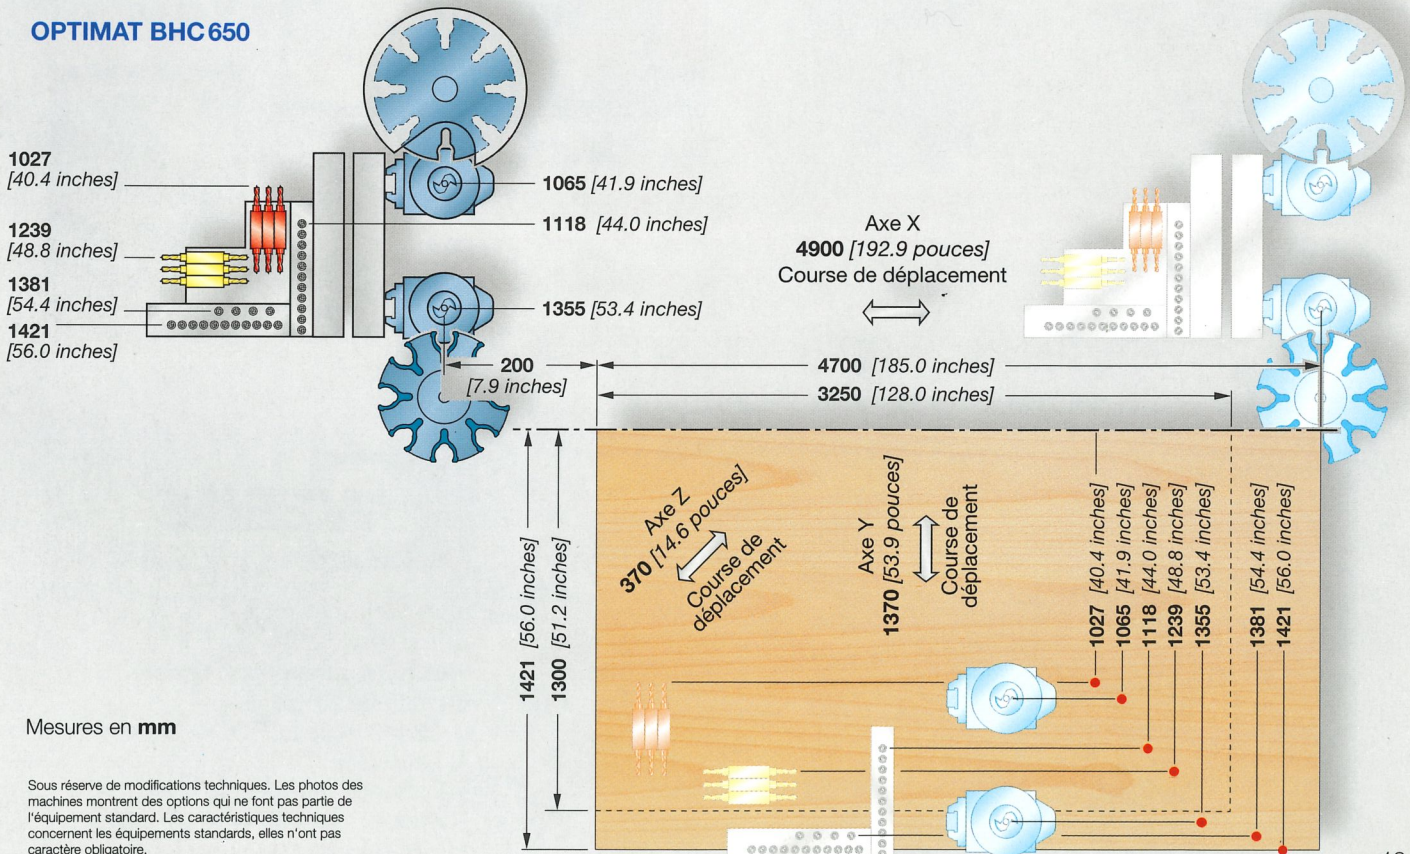 OPTIMAT BHC 650
1027
[40.4 inches]
1239
[48.8 inches]
1381
[54.4 inches]
1421
[56.0 inches]
1065 [41.9 inches]
1118 [44.0 inches]
1355 [53.4 inches]
Axe X
4900 [192.9 pouces]
Course de déplacement
200
[7.9 inches]
4700 [185.0 inches]
3250 [128.0 inches]
1421 [56.0 inches]
1300 [51.2 inches]
Axe Z
370 [14.6 pouces]
Course de
déplacement
Axe Y
1370 [53.9 pouces]
Course de
déplacement
1027 [40.4 inches]
1065 [41.9 inches]
1118 [44.0 inches]
1239 [48.8 inches]
1355 [53.4 inches]
1381 [54.4 inches]
1421 [56.0 inches]
Mesures en mm
Sous réserve de modifications techniques. Les photos des
machines montrent des options qui ne font pas partie de
l'équipement standard. Les caractéristiques techniques
concernent les équipements standards, elles n'ont pas
caractère obligatoire.